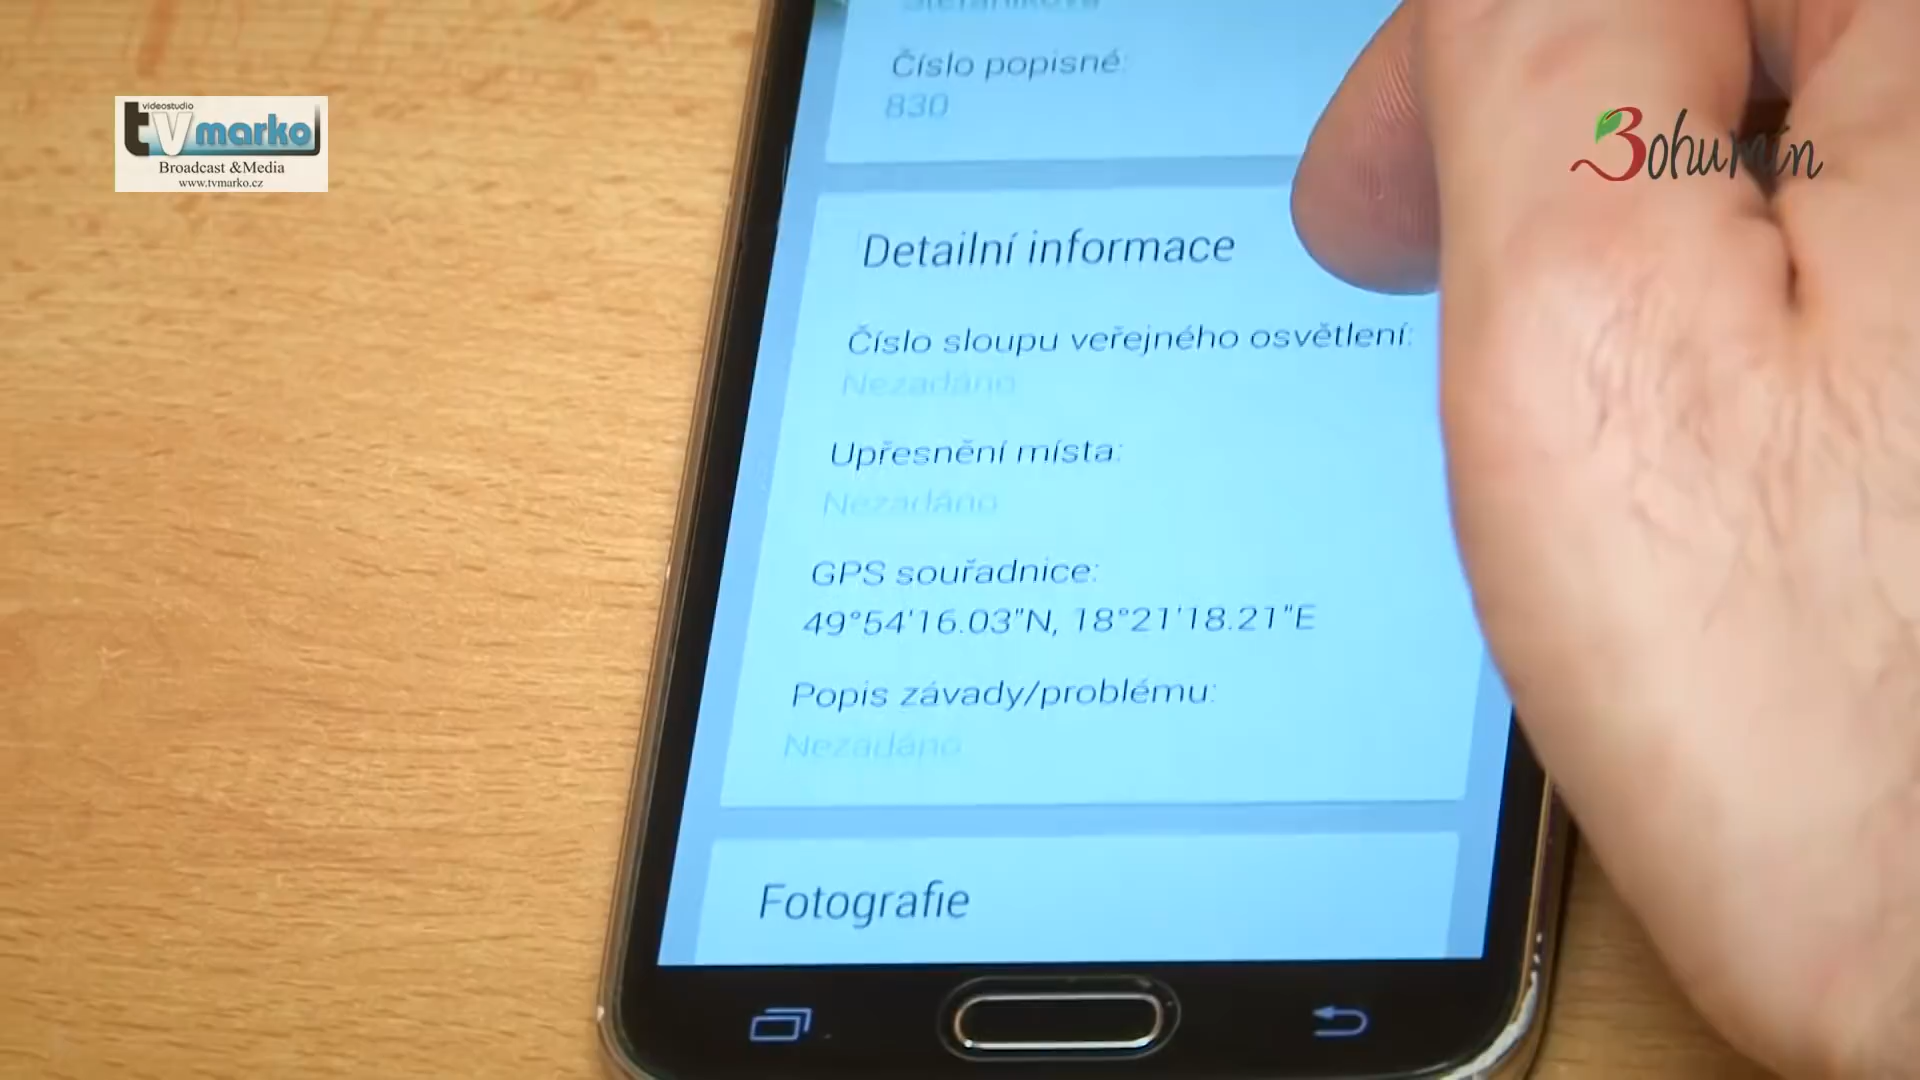 videostudio
tvmarko
Broadcast &Media
www.tvmarko.cz
Bohumín
Číslo popisné:
830
Detailní informace
Číslo sloupu veřejného osvětlení:
Nezadáno
Upřesnění místa:
Nezadáno
GPS souřadnice:
49°54'16.03"N, 18°21'18.21"E
Popis závady/problému:
Nezadáno
Fotografie